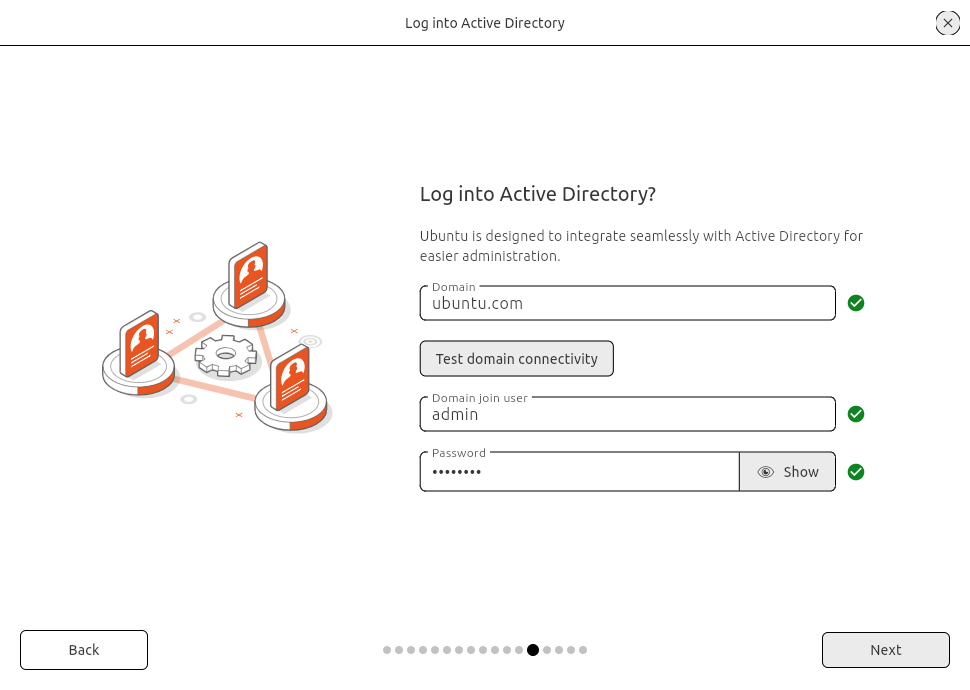 Log into Active Directory
Log into Active Directory?
Ubuntu is designed to integrate seamlessly with Active Directory for
easier administration.
Domain
ubuntu.com
Test domain connectivity
Domain join user
admin
Password
••••••••
Show
Back
Next